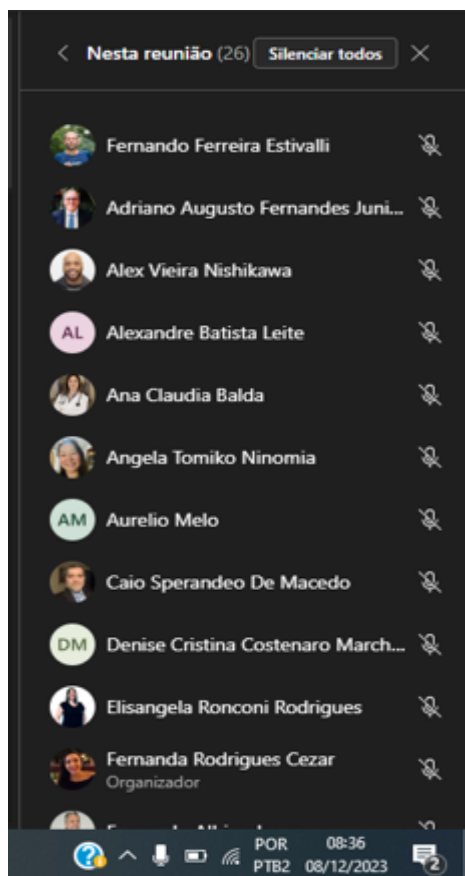 Nesta reunião (26) Silenciar todos
Fernando Ferreira Estivalli
Adriano Augusto Fernandes Juni...
Alex Vieira Nishikawa
AL Alexandre Batista Leite
Ana Claudia Balda
Angela Tomiko Ninomia
AM Aurelio Melo
Caio Sperandeo De Macedo
DM Denise Cristina Costenaro March...
Elisangela Ronconi Rodrigues
Fernanda Rodrigues Cezar
Organizador
POR 08:36
PTB2 08/12/2023 2